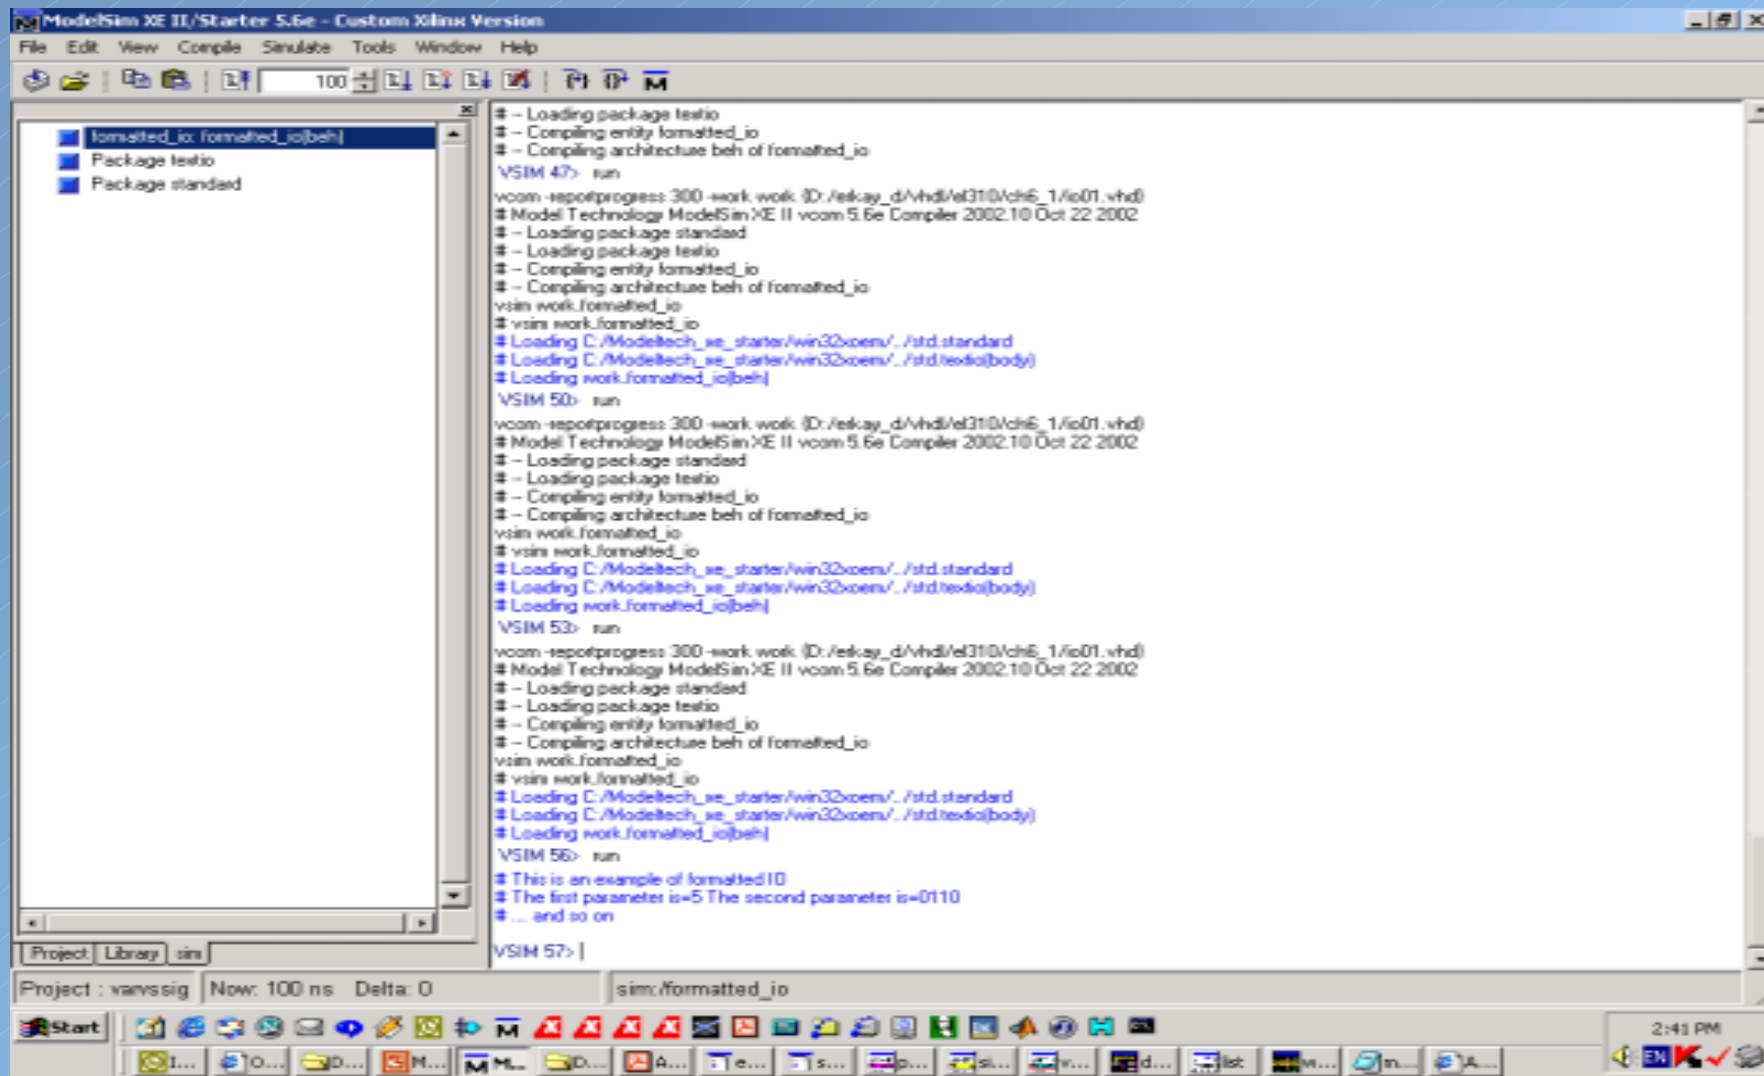 ModelSim XE II/Starter 5.6e - Custom Xilinx Version
File Edit View Compile Simulate Tools Window Help
100
formatted_io: formatted_io(beh)
Package textio
Package standard
# -- Loading package textio
# -- Compiling entity formatted_io
# -- Compiling architecture beh of formatted_io
VSIM 47> run
vcom -reportprogress 300 -work work {D:/erkay_d/vhdl/el310/ch6_1/io01.vhd}
# Model Technology ModelSim XE II vcom 5.6e Compiler 2002.10 Oct 22 2002
# -- Loading package standard
# -- Loading package textio
# -- Compiling entity formatted_io
# -- Compiling architecture beh of formatted_io
vsim work.formatted_io
# vsim work.formatted_io
# Loading C:/Modeltech_xe_starter/win32xoem/../std.standard
# Loading C:/Modeltech_xe_starter/win32xoem/../std.textio(body)
# Loading work.formatted_io(beh)
VSIM 50> run
vcom -reportprogress 300 -work work {D:/erkay_d/vhdl/el310/ch6_1/io01.vhd}
# Model Technology ModelSim XE II vcom 5.6e Compiler 2002.10 Oct 22 2002
# -- Loading package standard
# -- Loading package textio
# -- Compiling entity formatted_io
# -- Compiling architecture beh of formatted_io
vsim work.formatted_io
# vsim work.formatted_io
# Loading C:/Modeltech_xe_starter/win32xoem/../std.standard
# Loading C:/Modeltech_xe_starter/win32xoem/../std.textio(body)
# Loading work.formatted_io(beh)
VSIM 53> run
vcom -reportprogress 300 -work work {D:/erkay_d/vhdl/el310/ch6_1/io01.vhd}
# Model Technology ModelSim XE II vcom 5.6e Compiler 2002.10 Oct 22 2002
# -- Loading package standard
# -- Loading package textio
# -- Compiling entity formatted_io
# -- Compiling architecture beh of formatted_io
vsim work.formatted_io
# vsim work.formatted_io
# Loading C:/Modeltech_xe_starter/win32xoem/../std.standard
# Loading C:/Modeltech_xe_starter/win32xoem/../std.textio(body)
# Loading work.formatted_io(beh)
VSIM 56> run
# This is an example of formatted IO
# The first parameter is=5 The second parameter is=0110
# ... and so on
VSIM 57>
Project Library sim
Project : varvssig Now: 100 ns Delta: 0 sim:/formatted_io
Start 2:41 PM
I... O... D... M... M... D... A... e... s... p... si... v... d... list w... m... A... EN